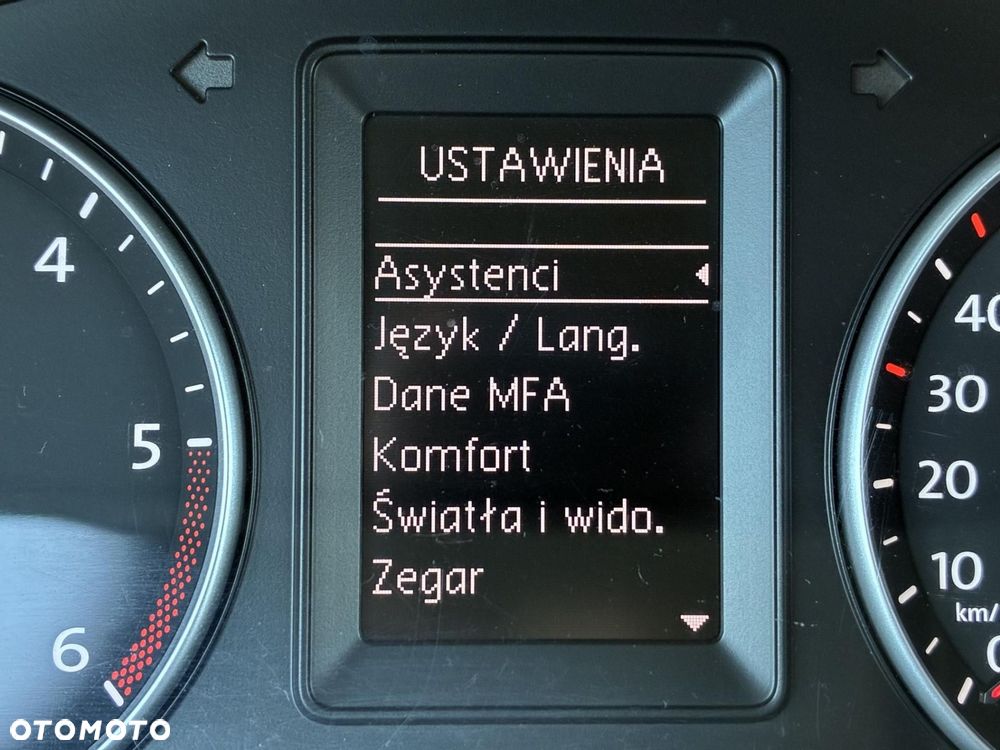 USTAWIENIA
Asystenci
Język / Lang.
Dane MFA
Komfort
Światła i wido.
Zegar
4
5
6
40
30
20
10
km/
0
OTOMOTO